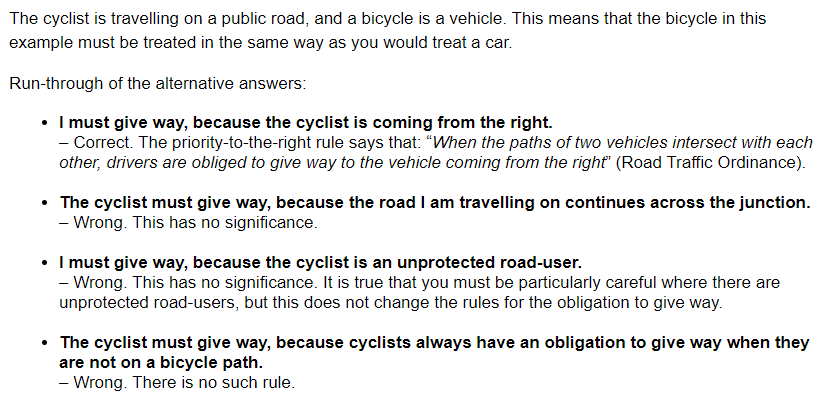 The cyclist is travelling on a public road, and a bicycle is a vehicle. This means that the bicycle in this
example must be treated in the same way as you would treat a car.
Run-through of the alternative answers:
• I must give way, because the cyclist is coming from the right.
– Correct. The priority-to-the-right rule says that: “When the paths of two vehicles intersect with each
other, drivers are obliged to give way to the vehicle coming from the right” (Road Traffic Ordinance).
• The cyclist must give way, because the road I am travelling on continues across the junction.
– Wrong. This has no significance.
• I must give way, because the cyclist is an unprotected road-user.
– Wrong. This has no significance. It is true that you must be particularly careful where there are
unprotected road-users, but this does not change the rules for the obligation to give way.
• The cyclist must give way, because cyclists always have an obligation to give way when they
are not on a bicycle path.
– Wrong. There is no such rule.